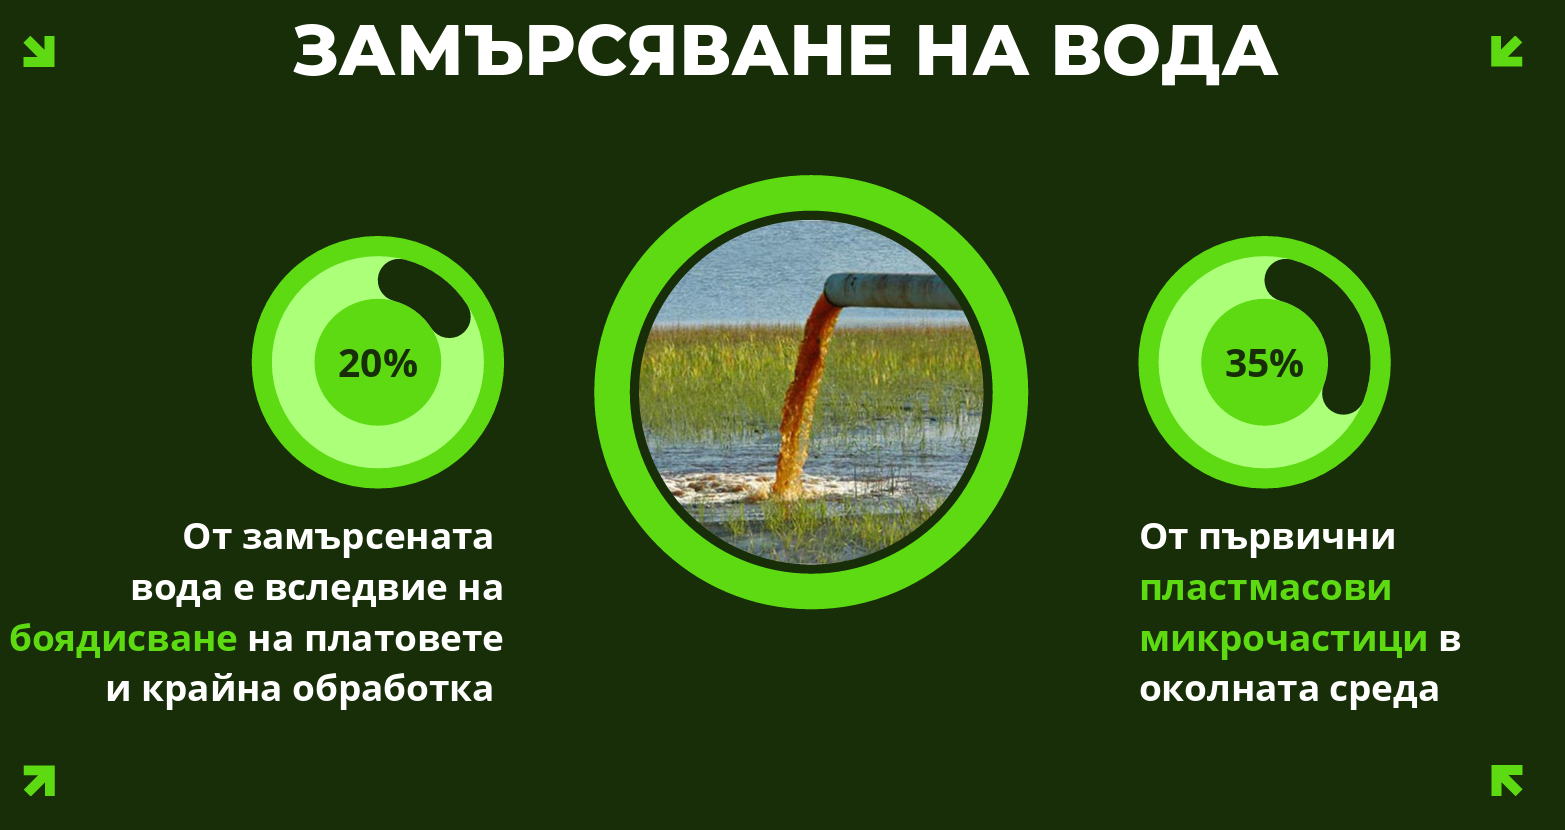 ЗАМЪРСЯВАНЕ НА ВОДА
20%
От замърсената
вода е вследвие на
боядисване на платовете
и крайна обработка
35%
От първични
пластмасови
микрочастици в
околната среда